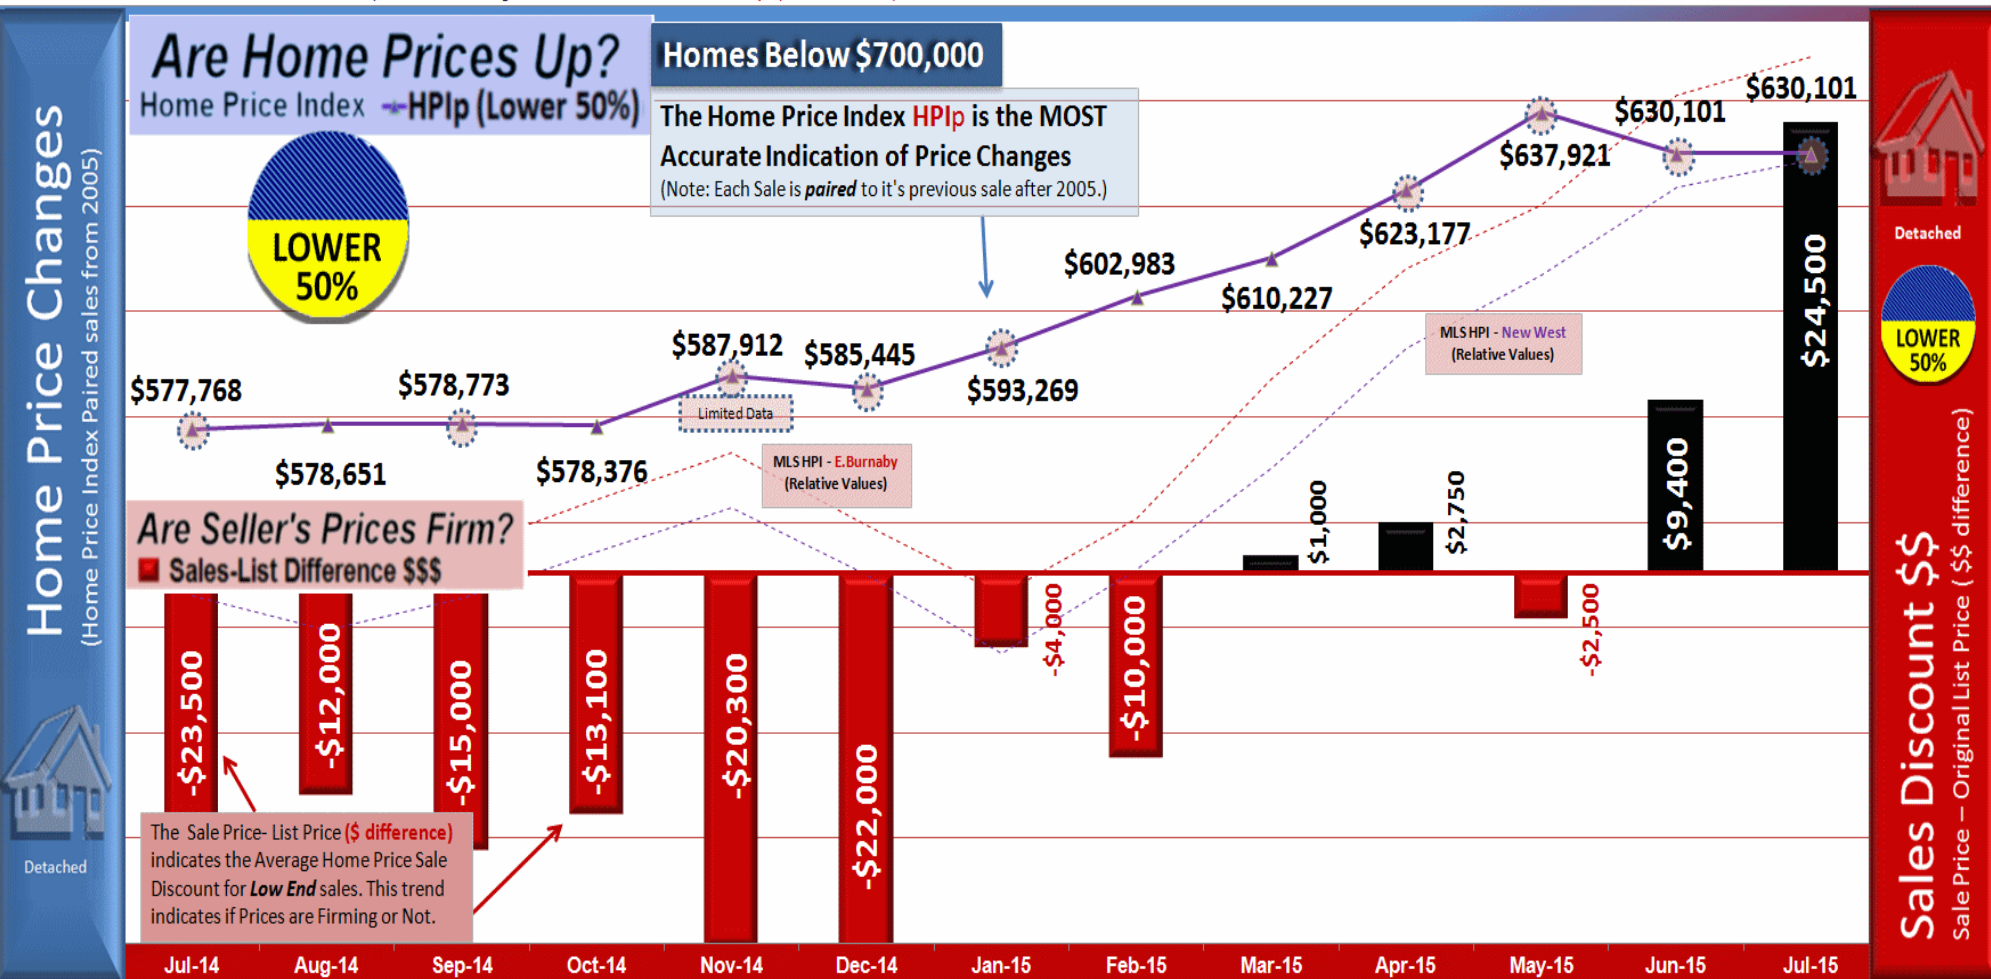 Home Price Changes
(Home Price Index Paired sales from 2005)
Detached
Are Home Prices Up?
Home Price Index HPIp (Lower 50%)
LOWER
50%
Homes Below $700,000
The Home Price Index HPIp is the MOST
Accurate Indication of Price Changes
(Note: Each Sale is paired to it's previous sale after 2005.)
$577,768
$578,651
$578,773
$578,376
$587,912
$585,445
$593,269
$602,983
$610,227
$623,177
$637,921
$630,101
$630,101
Limited Data
MLS HPI - E.Burnaby
(Relative Values)
MLS HPI - New West
(Relative Values)
Are Seller's Prices Firm?
Sales-List Difference $$$
-$23,500
-$12,000
-$15,000
-$13,100
-$20,300
-$22,000
-$4,000
-$10,000
$1,000
$2,750
-$2,500
$9,400
$24,500
The Sale Price- List Price ($ difference)
indicates the Average Home Price Sale
Discount for Low End sales. This trend
indicates if Prices are Firming or Not.
Jul-14
Aug-14
Sep-14
Oct-14
Nov-14
Dec-14
Jan-15
Feb-15
Mar-15
Apr-15
May-15
Jun-15
Jul-15
Detached
LOWER
50%
Sales Discount $$
Sale Price – Original List Price ( $$ difference)